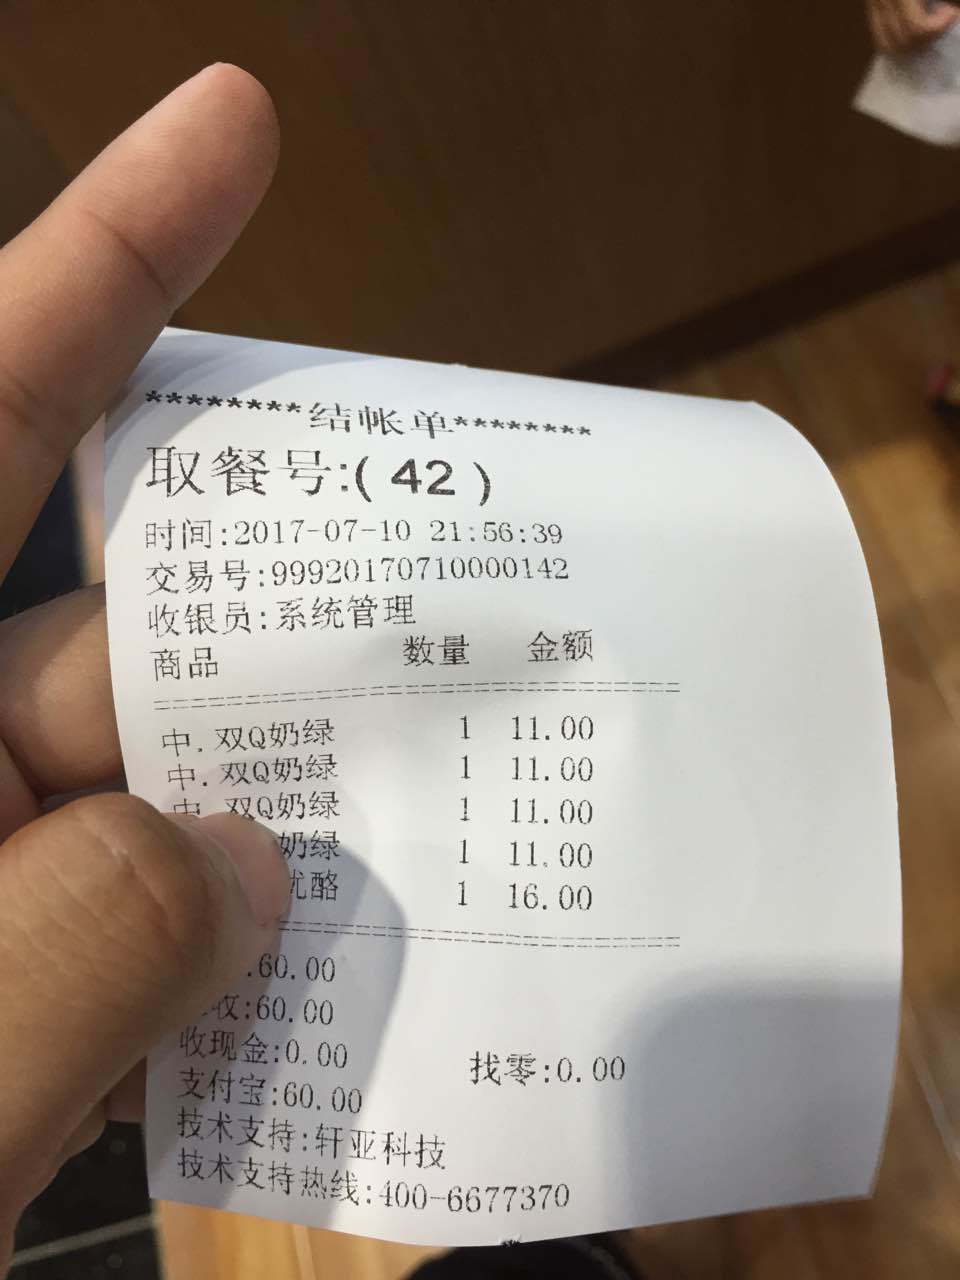 ********结帐单********
取餐号:(42)
时间:2017-07-10 21:56:39
交易号:99920170710000142
收银员:系统管理
商品 数量 金额
中.双Q奶绿 1 11.00
中.双Q奶绿 1 11.00
中.双Q奶绿 1 11.00
奶绿 1 11.00
优酪 1 16.00
60.00
收:60.00
收现金:0.00 找零:0.00
支付宝:60.00
技术支持:轩亚科技
技术支持热线:400-6677370